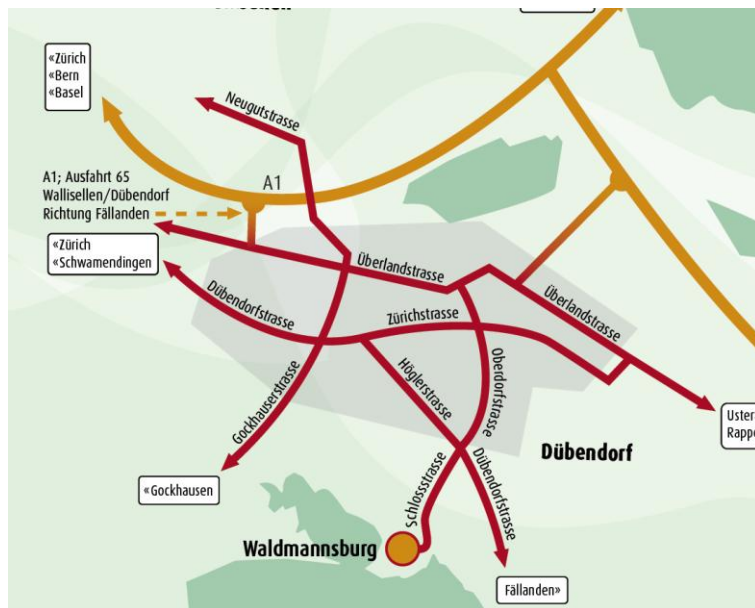 «Zürich
«Bern
«Basel
Neugutstrasse
A1
A1; Ausfahrt 65
Wallisellen/Dübendorf
Richtung Fällanden
«Zürich
«Schwamendingen
Überlandstrasse
Überlandstrasse
Dübendorfstrasse
Zürichstrasse
Höglerstrasse
Oberdorfstrasse
Gockhauserstrasse
Uster
Dübendorf
«Gockhausen
Schlossstrasse
Dübendorfstrasse
Waldmannsburg
Fällanden»